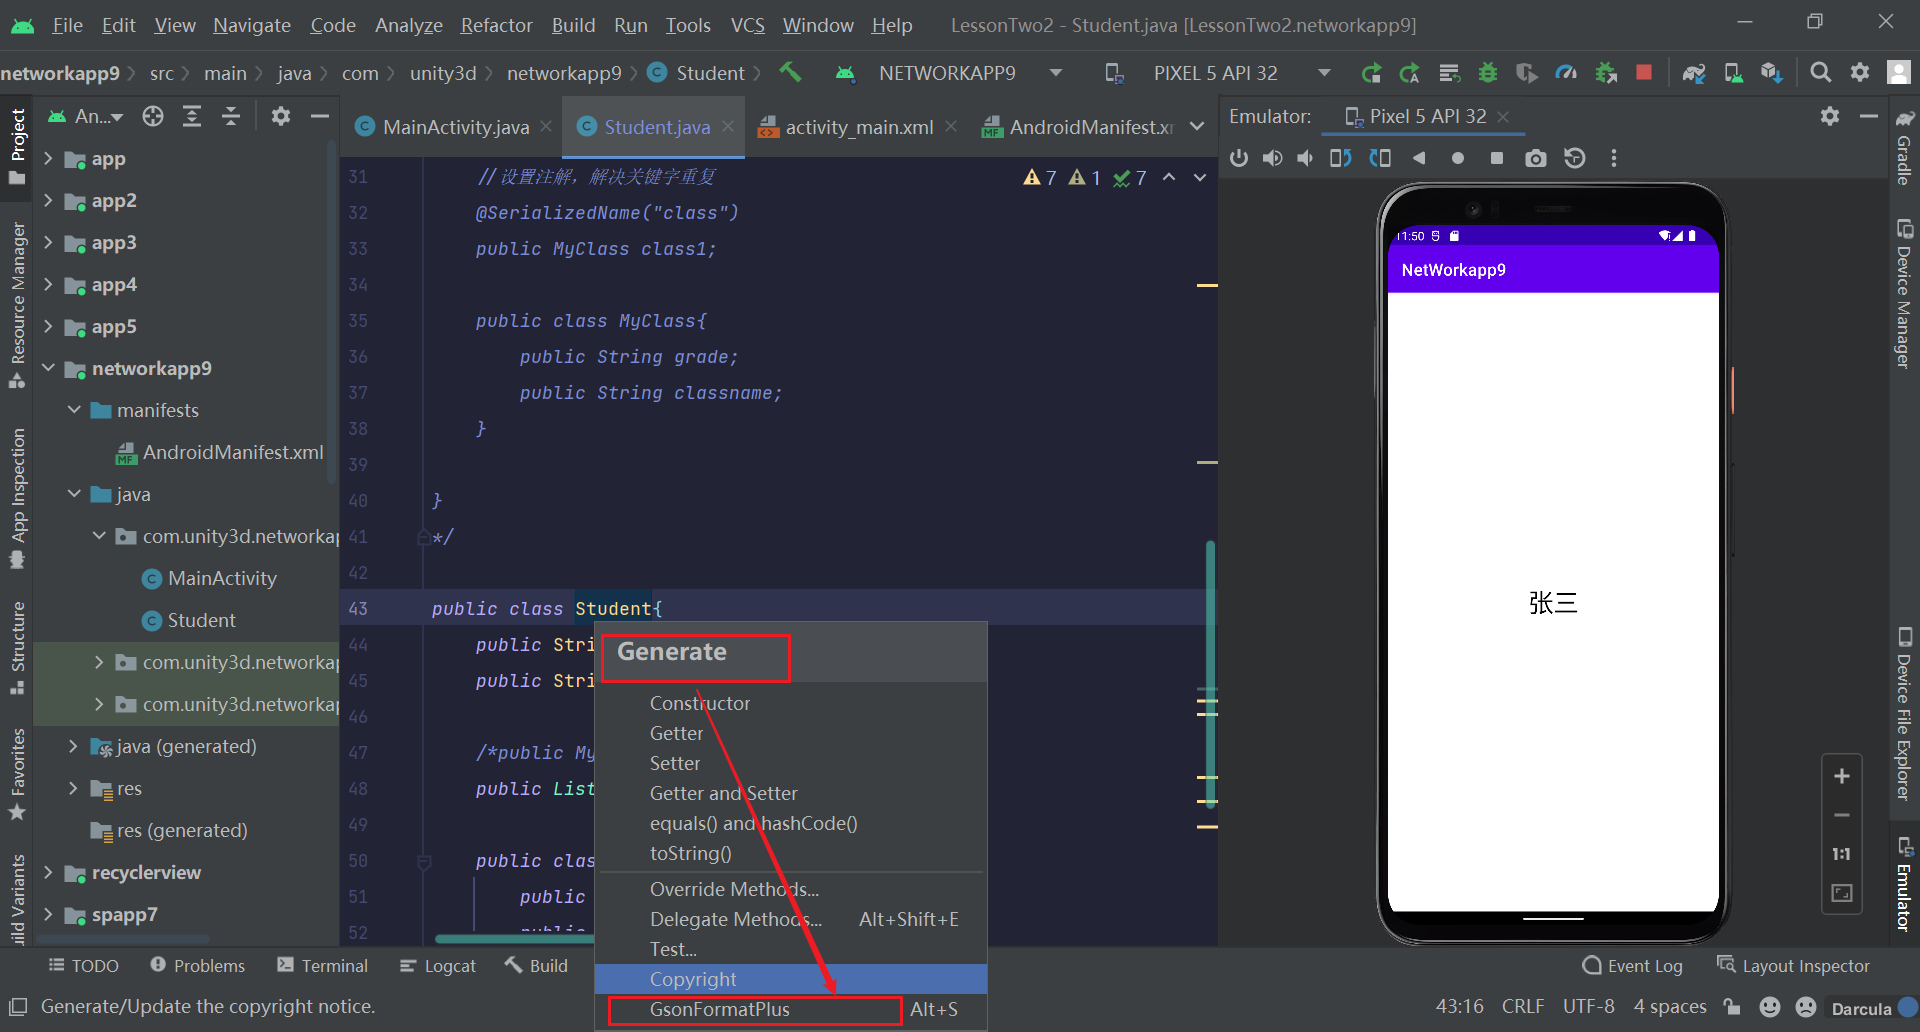 File Edit View Navigate Code Analyze Refactor Build Run Tools VCS Window Help LessonTwo2 - Student.java [LessonTwo2.networkapp9]
networkapp9 src main java com unity3d networkapp9 Student NETWORKAPP9 PIXEL 5 API 32
An...
MainActivity.java Student.java activity_main.xml AndroidManifest.x
Emulator: Pixel 5 API 32
Project
Resource Manager
App Inspection
Structure
Favorites
ild Variants
app
app2
app3
app4
app5
networkapp9
manifests
AndroidManifest.xml
java
com.unity3d.networkap
MainActivity
Student
com.unity3d.networkap
com.unity3d.networkap
java (generated)
res
res (generated)
recyclerview
spapp7
7 1 7
31 //设置注解，解决关键字重复
32 @SerializedName("class")
33 public MyClass class1;
34
35 public class MyClass{
36 public String grade;
37 public String classname;
38 }
39
40 }
41 */
42
43 public class Student{
44 public Stri
45 public Stri
46
47 /*public My
48 public List
49
50 public clas
51 public
52 public
Generate
Constructor
Getter
Setter
Getter and Setter
equals() and hashCode()
toString()
Override Methods...
Delegate Methods... Alt+Shift+E
Test...
Copyright
GsonFormatPlus Alt+S
11:50
NetWorkapp9
张三
1:1
Gradle
Device Manager
Device File Explorer
Emulator
TODO Problems Terminal Logcat Build Event Log Layout Inspector
Generate/Update the copyright notice. 43:16 CRLF UTF-8 4 spaces Darcula